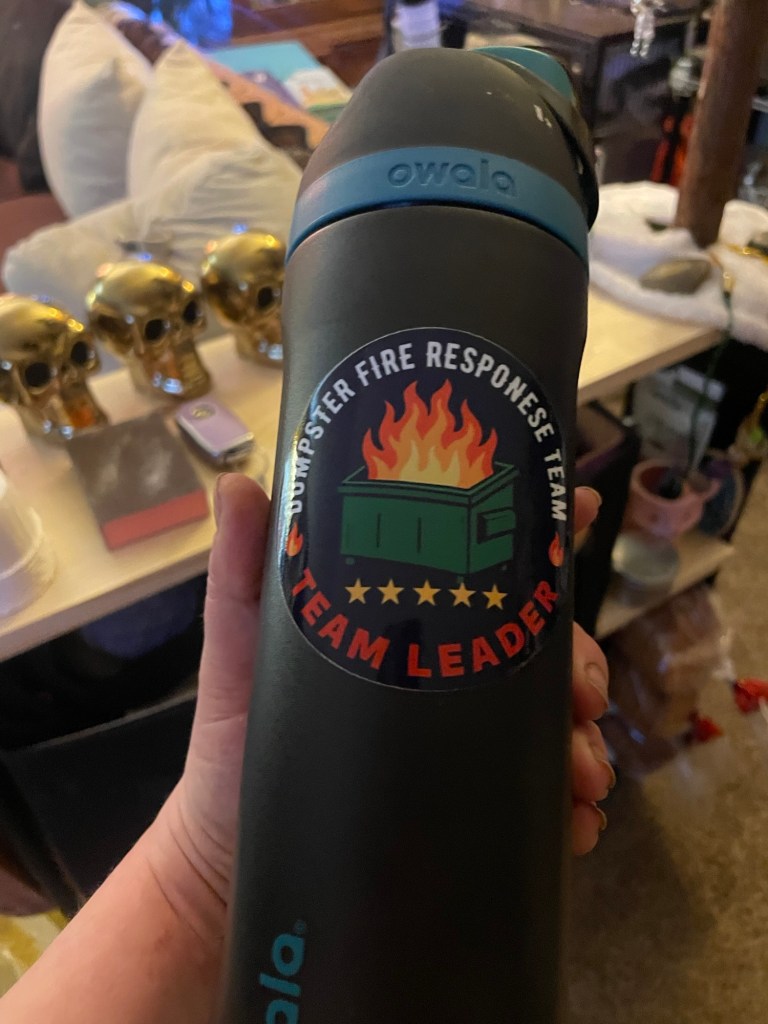 owala
DUMPSTER FIRE RESPONESE TEAM
TEAM LEADER
ala